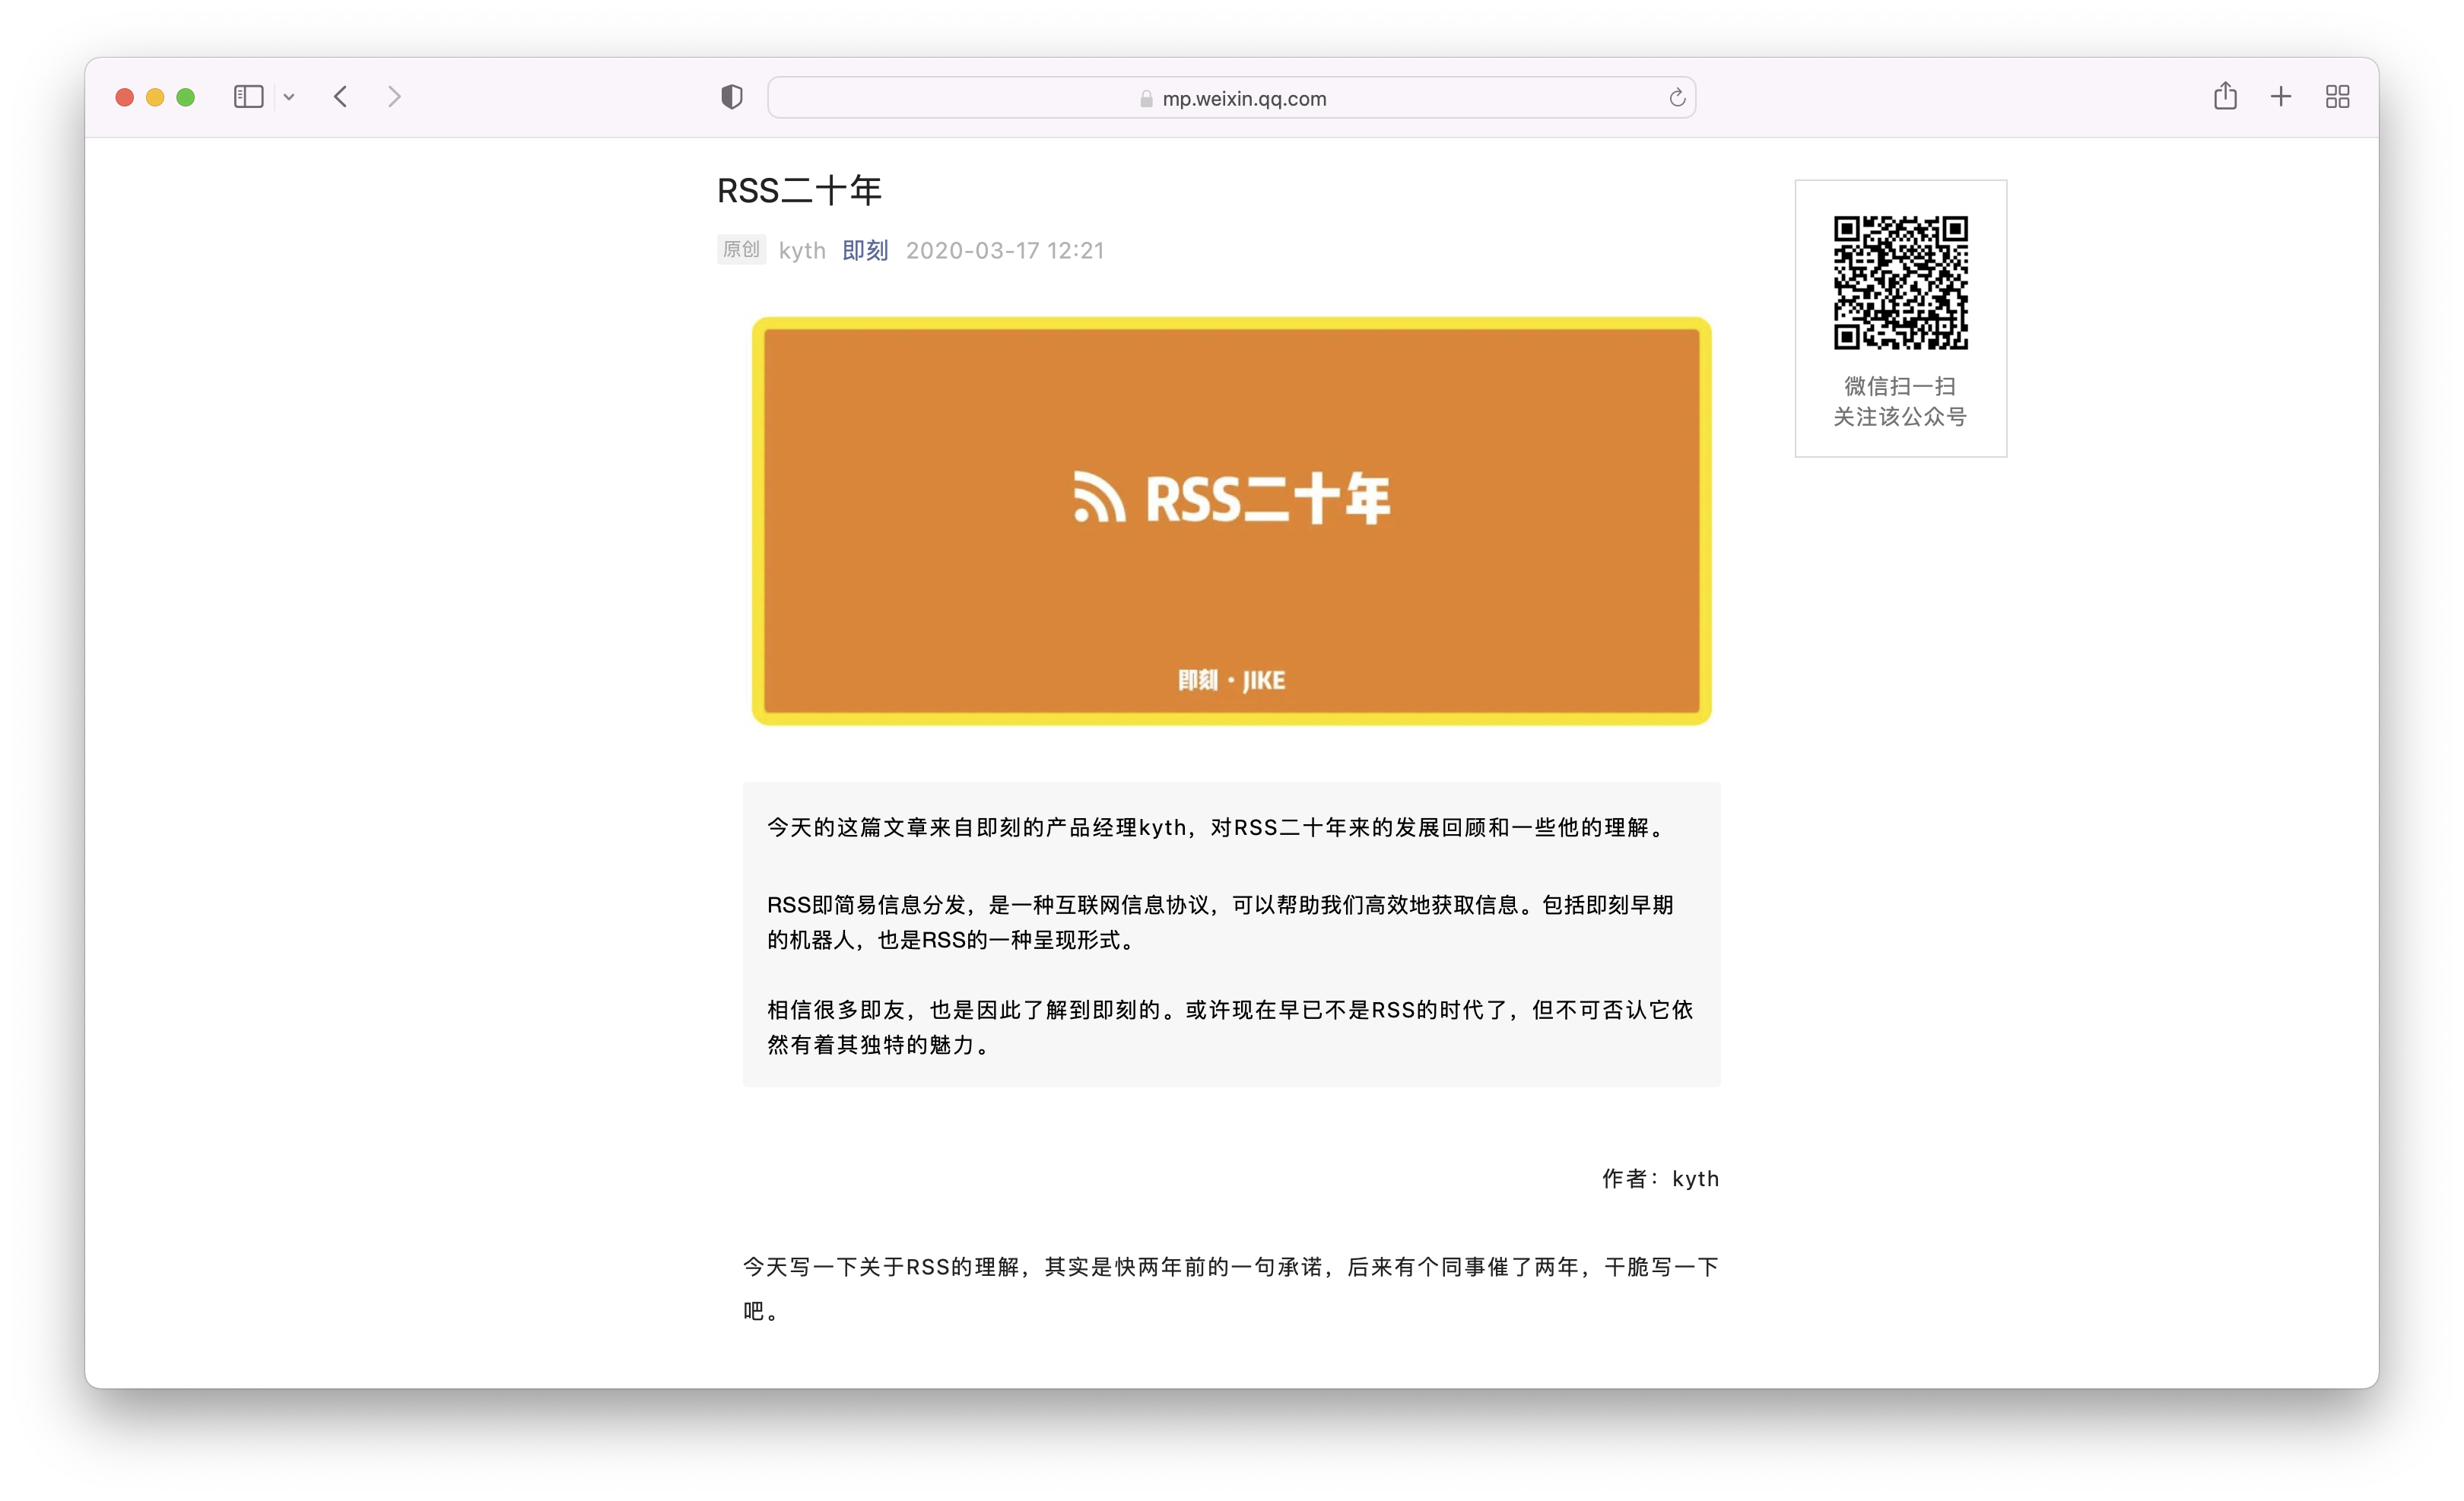 mp.weixin.qq.com
RSS二十年
原创 kyth 即刻 2020-03-17 12:21
微信扫一扫
关注该公众号
RSS二十年
即刻·JIKE
今天的这篇文章来自即刻的产品经理kyth，对RSS二十年来的发展回顾和一些他的理解。
RSS即简易信息分发，是一种互联网信息协议，可以帮助我们高效地获取信息。包括即刻早期
的机器人，也是RSS的一种呈现形式。
相信很多即友，也是因此了解到即刻的。或许现在早已不是RSS的时代了，但不可否认它依
然有着其独特的魅力。
作者：kyth
今天写一下关于RSS的理解，其实是快两年前的一句承诺，后来有个同事催了两年，干脆写一下
吧。